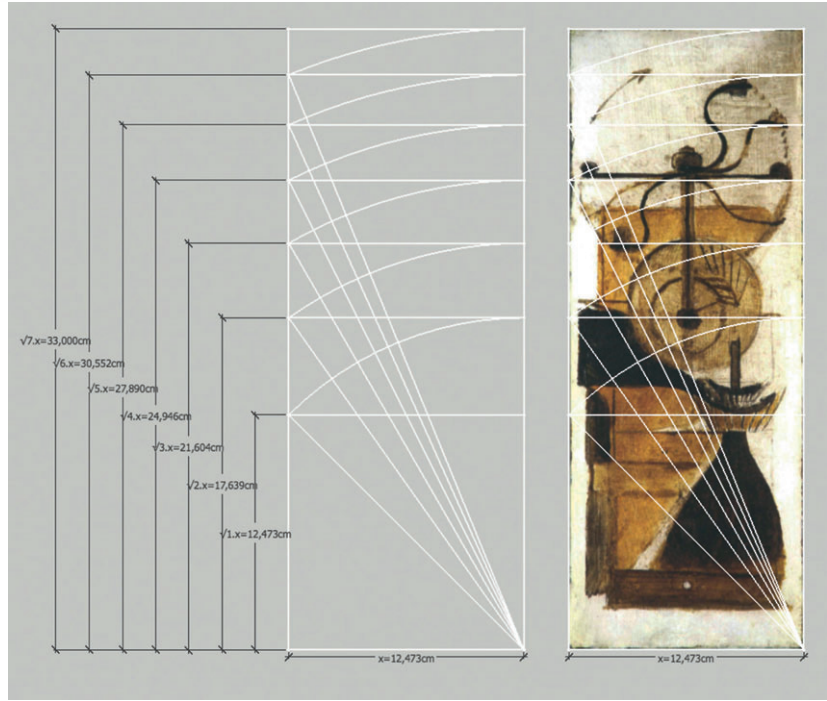 √7.x=33,000cm
√6.x=30,552cm
√5.x=27,890cm
√4.x=24,946cm
√3.x=21,604cm
√2.x=17,639cm
√1.x=12,473cm
x=12,473cm
x=12,473cm